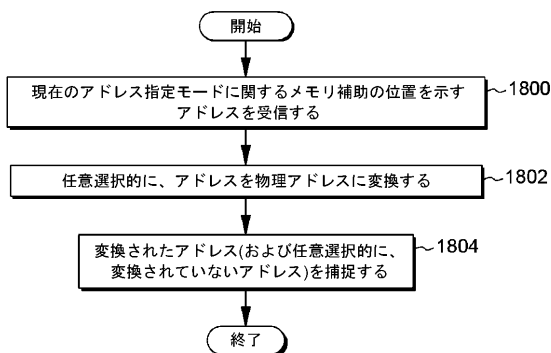 開始
現在のアドレス指定モードに関するメモリ補助の位置を示す
アドレスを受信する
1800
任意選択的に、アドレスを物理アドレスに変換する
1802
変換されたアドレス(および任意選択的に、
変換されていないアドレス)を捕捉する
1804
終了